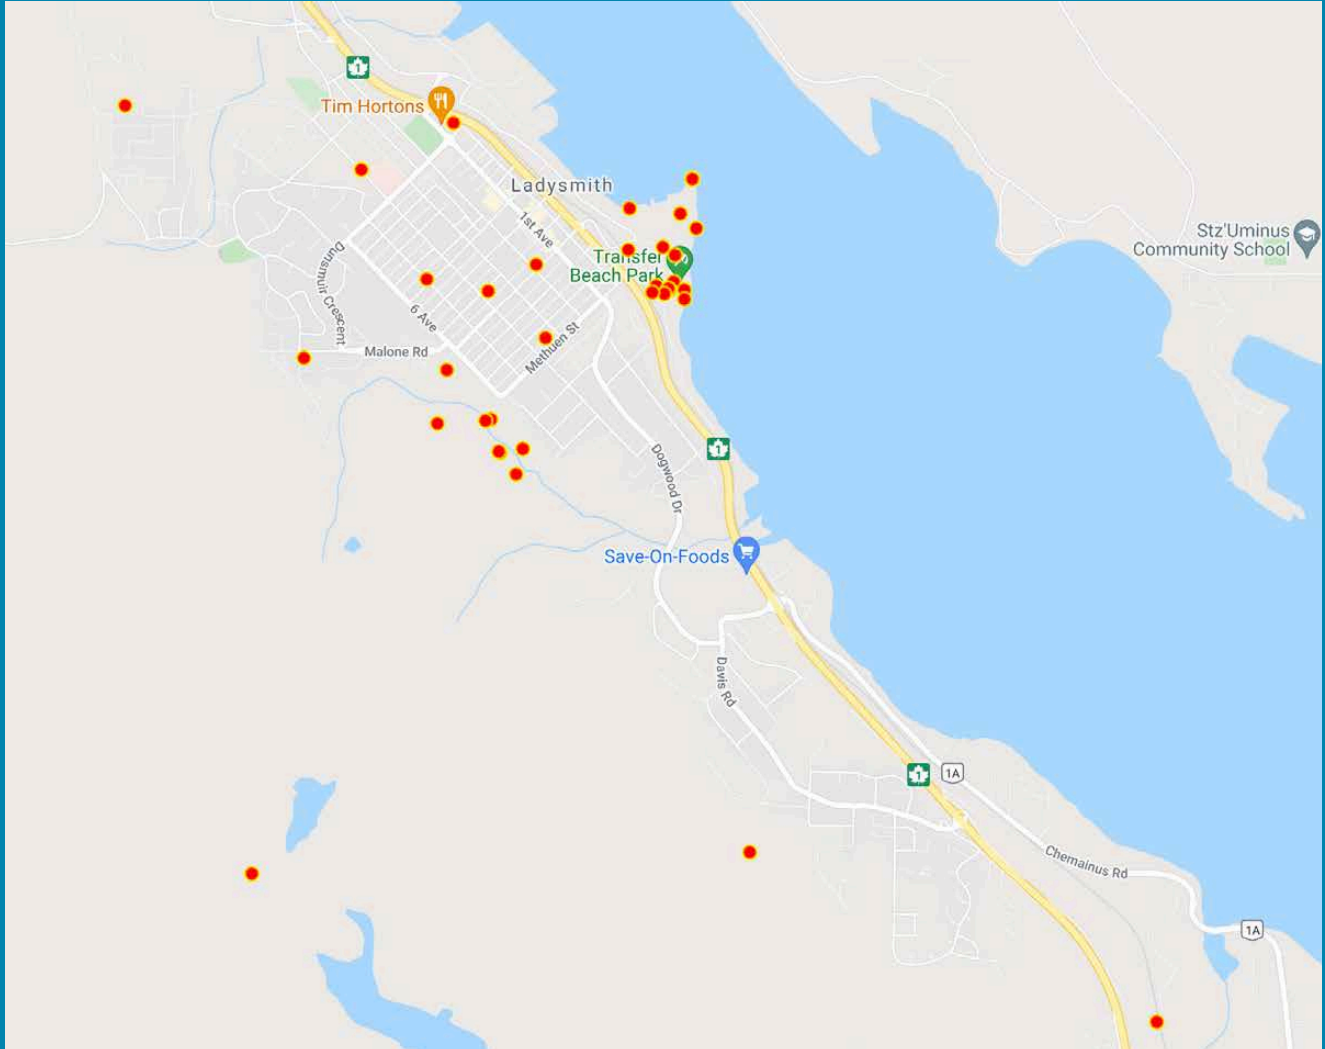 1
Tim Hortons
Ladysmith
1st Ave
Stz'Uminus
Community School
Transfer
Beach Park
Dunsmuir Crescent
6 Ave
Methuen St
Malone Rd
1
Dogwood Dr
Save-On-Foods
Davis Rd
1
1A
Chemainus Rd
1A